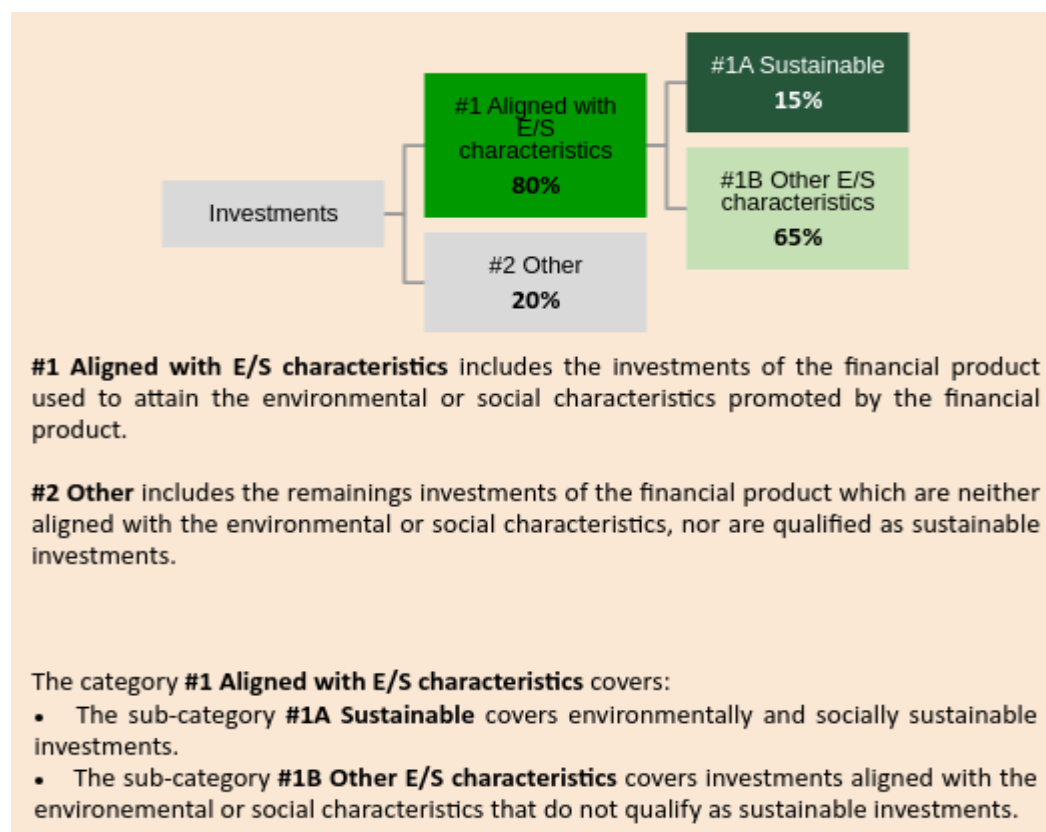 #1A Sustainable
15%
#1 Aligned with
E/S
characteristics
80%
#1B Other E/S
characteristics
65%
Investments
#2 Other
20%
#1 Aligned with E/S characteristics includes the investments of the financial product
used to attain the environmental or social characteristics promoted by the financial
product.
#2 Other includes the remainings investments of the financial product which are neither
aligned with the environmental or social characteristics, nor are qualified as sustainable
investments.
The category #1 Aligned with E/S characteristics covers:
• The sub-category #1A Sustainable covers environmentally and socially sustainable
investments.
• The sub-category #1B Other E/S characteristics covers investments aligned with the
environemental or social characteristics that do not qualify as sustainable investments.